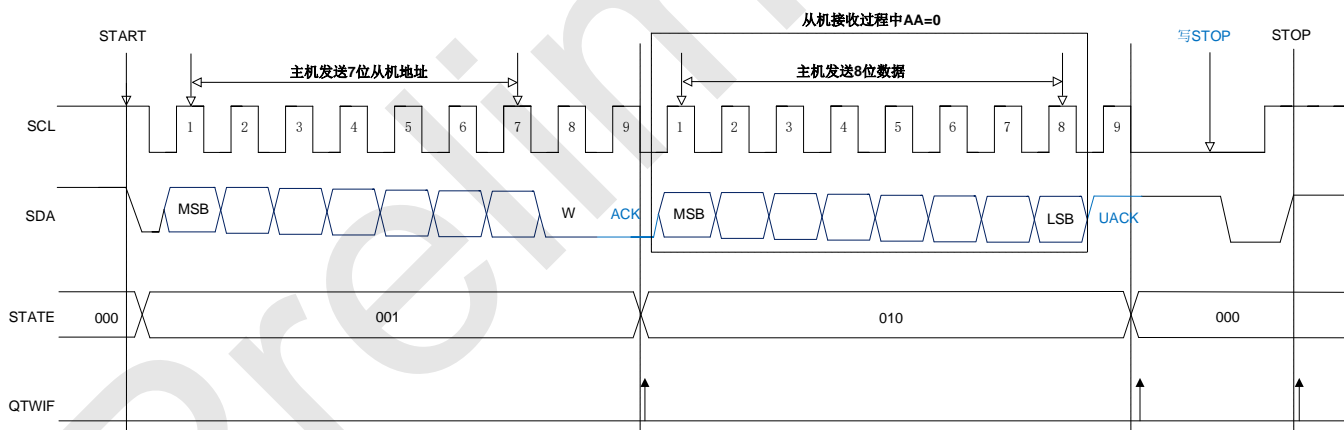 从机接收过程中AA=0
START
写STOP
STOP
主机发送7位从机地址
主机发送8位数据
SCL
1 2 3 4 5 6 7 8 9 1 2 3 4 5 6 7 8 9
SDA
MSB W ACK MSB LSB UACK
STATE
000 001 010 000
QTWIF
Prelim